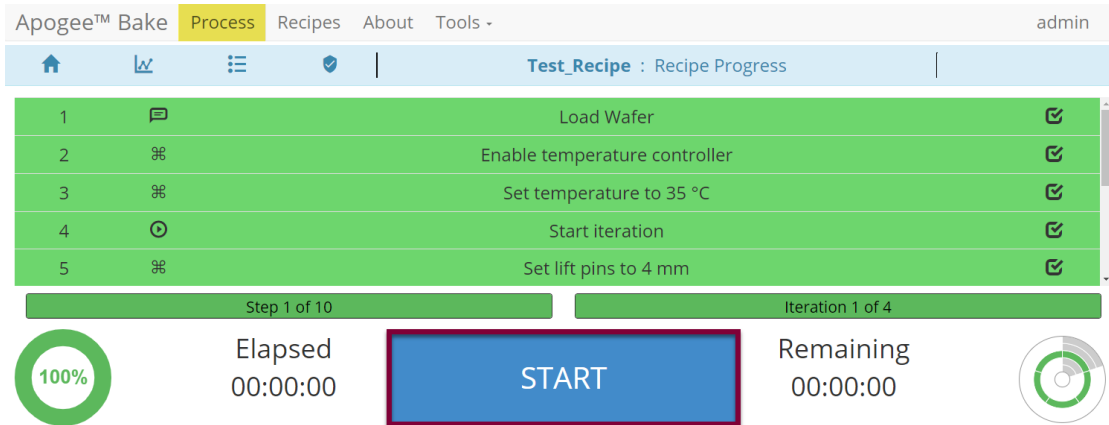 Apogee™ Bake Process Recipes About Tools admin
Test_Recipe : Recipe Progress
1 Load Wafer
2 Enable temperature controller
3 Set temperature to 35 °C
4 Start iteration
5 Set lift pins to 4 mm
Step 1 of 10 Iteration 1 of 4
100%
Elapsed
00:00:00
START
Remaining
00:00:00